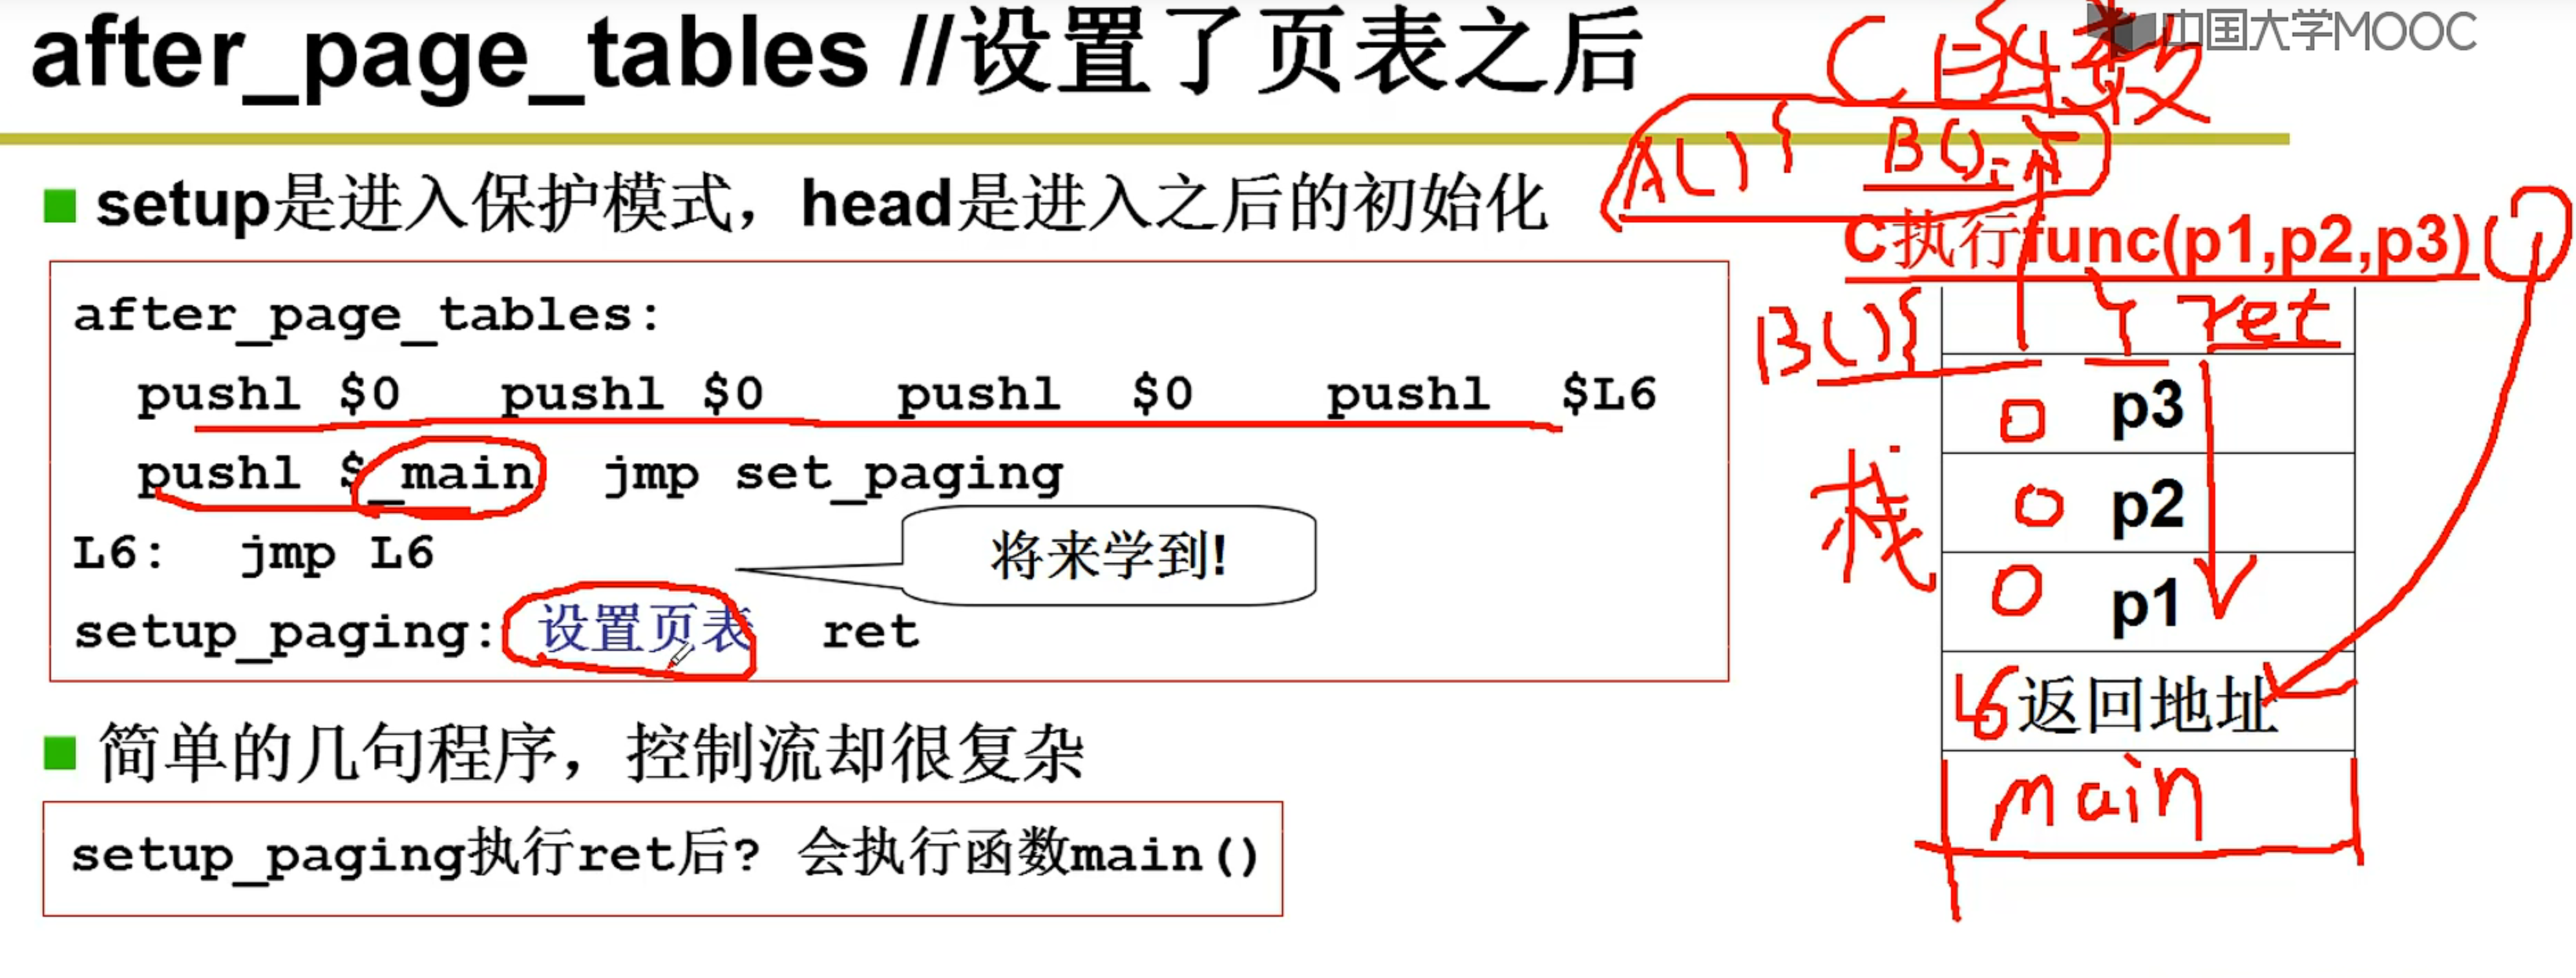 after_page_tables //设置了页表之后
中国大学MOOC
C函数
A(){ B(); }
setup是进入保护模式，head是进入之后的初始化
C执行func(p1,p2,p3)
B(){ } ret
after_page_tables:
pushl $0 pushl $0 pushl $0 pushl $L6
pushl $_main jmp set_paging
L6: jmp L6
将来学到!
setup_paging: 设置页表 ret
栈
p3
p2
p1
L6返回地址
main
简单的几句程序，控制流却很复杂
setup_paging执行ret后? 会执行函数main()